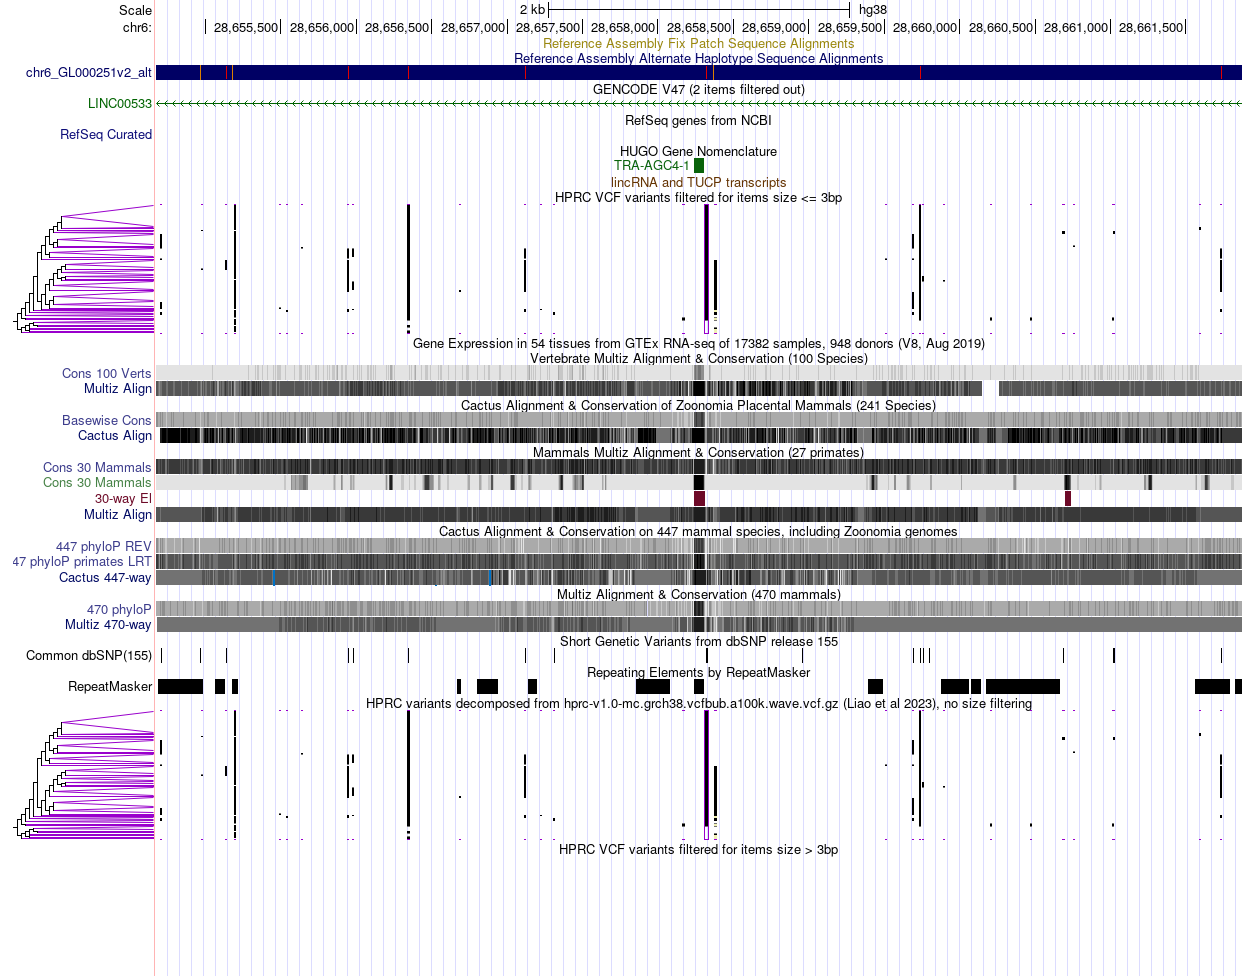 Scale 2 kb hg38
chr6: 28,655,500 28,656,000 28,656,500 28,657,000 28,657,500 28,658,000 28,658,500 28,659,000 28,659,500 28,660,000 28,660,500 28,661,000 28,661,500
Reference Assembly Fix Patch Sequence Alignments
Reference Assembly Alternate Haplotype Sequence Alignments
chr6_GL000251v2_alt
GENCODE V47 (2 items filtered out)
LINC00533
RefSeq genes from NCBI
RefSeq Curated
HUGO Gene Nomenclature
TRA-AGC4-1
lincRNA and TUCP transcripts
HPRC VCF variants filtered for items size <= 3bp
Gene Expression in 54 tissues from GTEx RNA-seq of 17382 samples, 948 donors (V8, Aug 2019)
Vertebrate Multiz Alignment & Conservation (100 Species)
Cons 100 Verts
Multiz Align
Cactus Alignment & Conservation of Zoonomia Placental Mammals (241 Species)
Basewise Cons
Cactus Align
Mammals Multiz Alignment & Conservation (27 primates)
Cons 30 Mammals
Cons 30 Mammals
30-way El
Multiz Align
Cactus Alignment & Conservation on 447 mammal species, including Zoonomia genomes
447 phyloP REV
47 phyloP primates LRT
Cactus 447-way
Multiz Alignment & Conservation (470 mammals)
470 phyloP
Multiz 470-way
Short Genetic Variants from dbSNP release 155
Common dbSNP(155)
Repeating Elements by RepeatMasker
RepeatMasker
HPRC variants decomposed from hprc-v1.0-mc.grch38.vcfbub.a100k.wave.vcf.gz (Liao et al 2023), no size filtering
HPRC VCF variants filtered for items size > 3bp